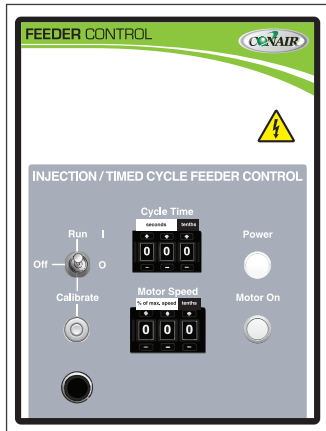 FEEDER CONTROL
CONAIR
INJECTION / TIMED CYCLE FEEDER CONTROL
Cycle Time
seconds tenths
Run I
+ + +
Power
0 0 0
Off O
- - -
Calibrate
Motor Speed
Motor On
% of max. speed tenths
+ + +
0 0 0
- - -